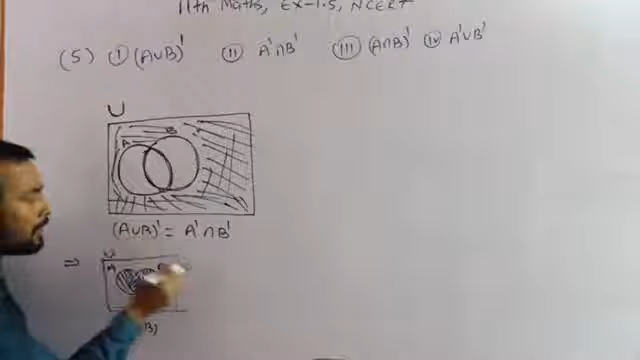 11th Maths, EX-1.5, NCERT
(5) (i) (A∪B)' (ii) A'∩B' (iii) (A∩B)' (iv) A'∪B'
U
A B
(A∪B)' = A'∩B'
⇒ U
A
B)